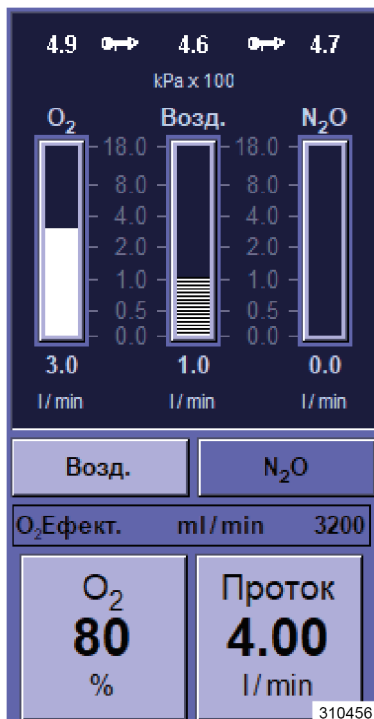 4.9 4.6 4.7
kPa x 100
O₂ Возд. N₂O
18.0 18.0
8.0 8.0
4.0 4.0
2.0 2.0
1.0 1.0
0.5 0.5
0.0 0.0
3.0 1.0 0.0
l/min l/min l/min
Возд. N₂O
O₂Ефект. ml/min 3200
O₂ Проток
80 4.00
% l/min
310456